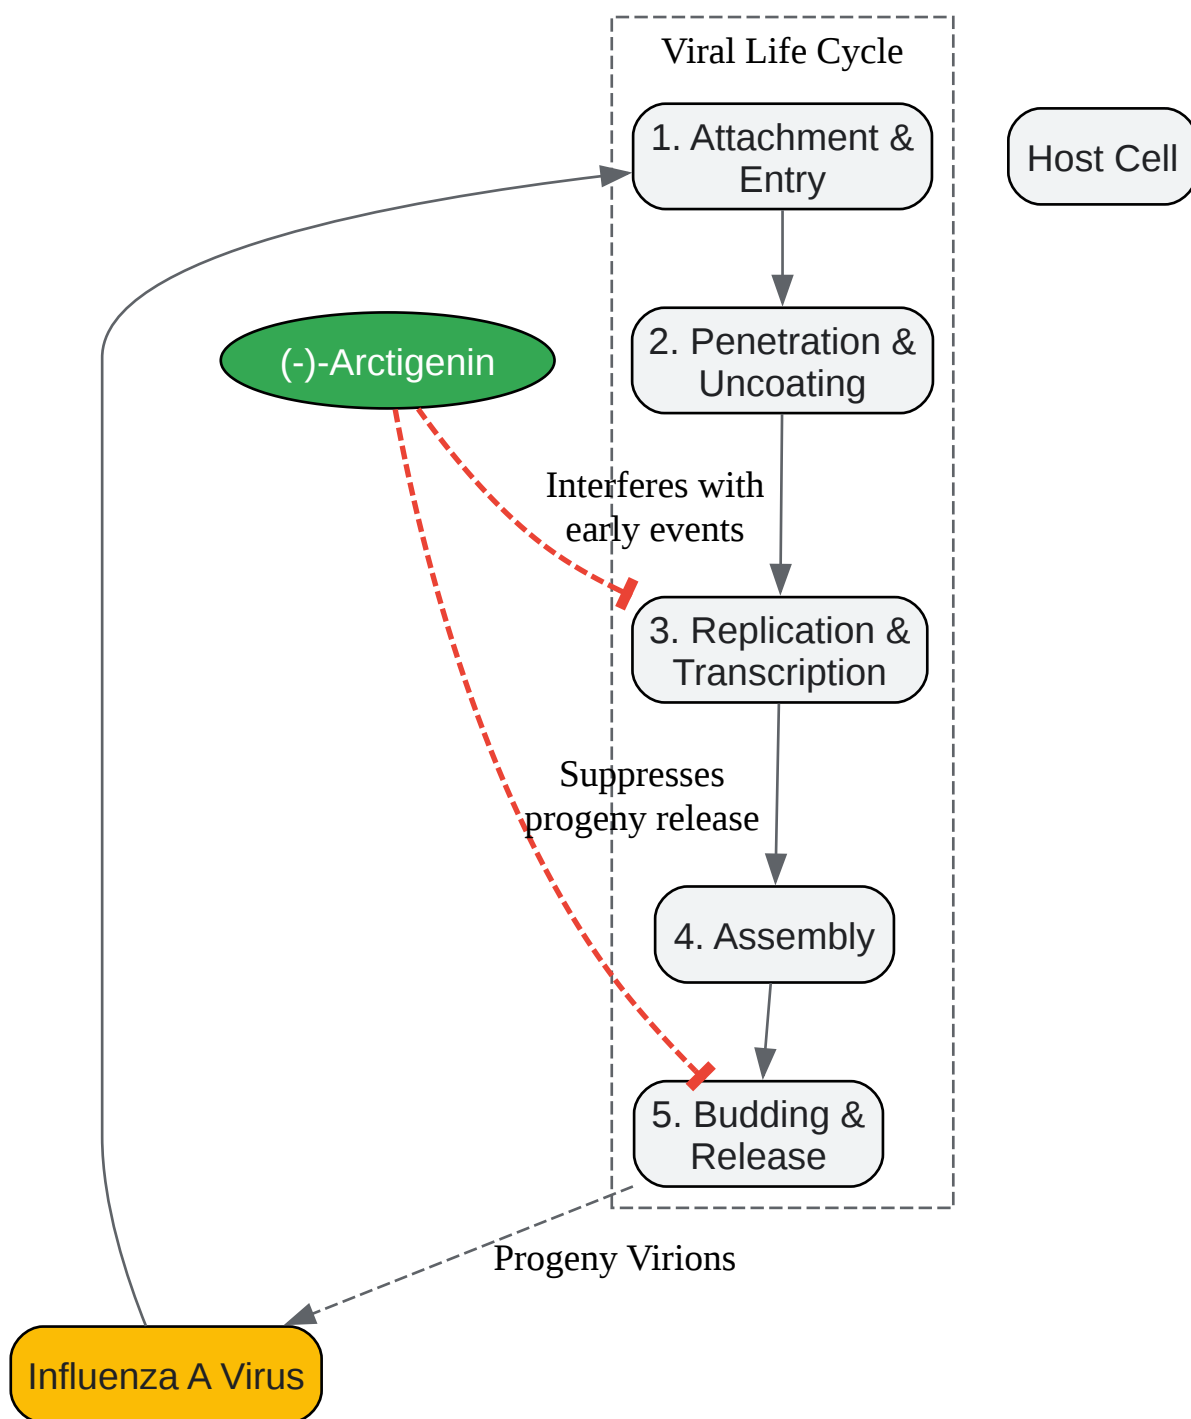 Viral Life Cycle
1. Attachment &
Entry
Host Cell
2. Penetration &
Uncoating
(-)-Arctigenin
Interferes with
early events
3. Replication &
Transcription
Suppresses
progeny release
4. Assembly
5. Budding &
Release
Progeny Virions
Influenza A Virus